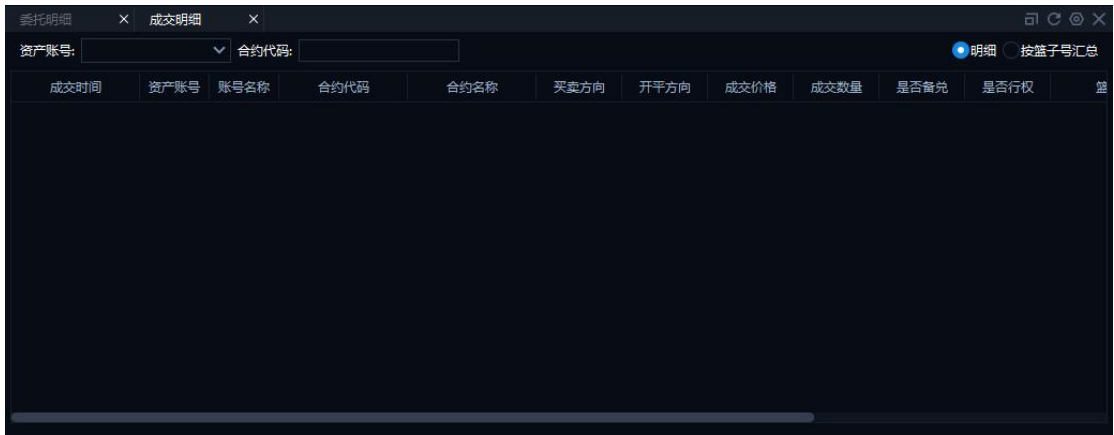 委托明细 成交明细
资产账号: 合约代码: 明细 按篮子号汇总
成交时间 资产账号 账号名称 合约代码 合约名称 买卖方向 开平方向 成交价格 成交数量 是否备兑 是否行权